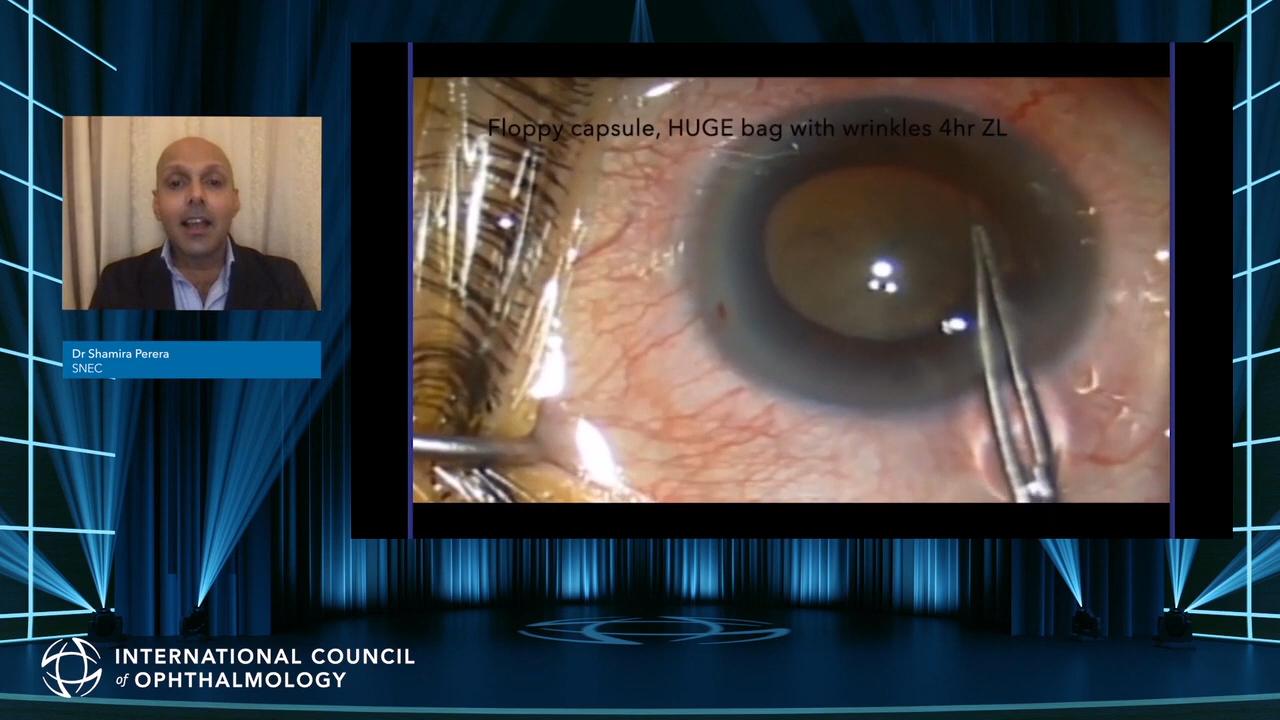 Floppy capsule, HUGE bag with wrinkles 4hr ZL
Dr Shamira Perera
SNEC
INTERNATIONAL COUNCIL
of OPHTHALMOLOGY